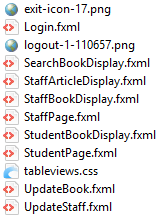 exit-icon-17.png
Login.fxml
logout-1-110657.png
SearchBookDisplay.fxml
StaffArticleDisplay.fxml
StaffBookDisplay.fxml
StaffPage.fxml
StudentBookDisplay.fxml
StudentPage.fxml
tableviews.css
UpdateBook.fxml
UpdateStaff.fxml